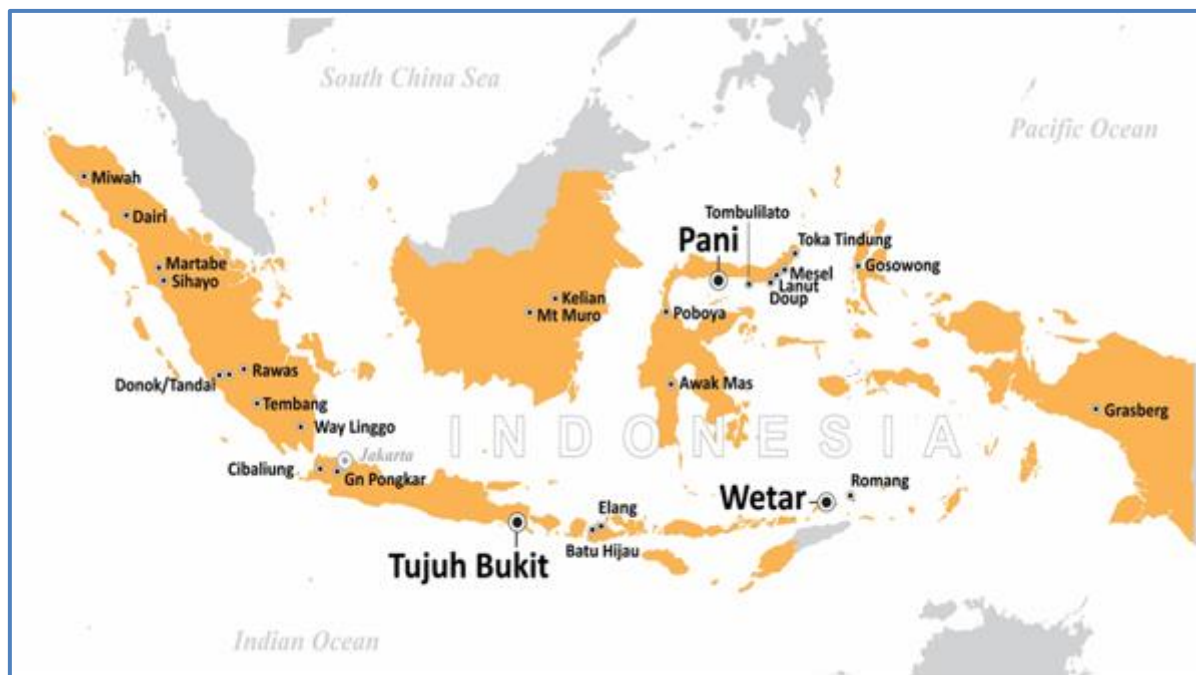 South China Sea
Pacific Ocean
Miwah
Dairi
Martabe
Sihayo
Tombulilato
Pani
Toka Tindung
Mesel
Lanut
Doup
Gosowong
Kelian
Mt Muro
Poboya
Donok/Tandai
Rawas
Awak Mas
Tembang
Grasberg
Way Linggo
INDONESIA
Jakarta
Cibaliung
Gn Pongkar
Wetar
Romang
Elang
Batu Hijau
Tujuh Bukit
Indian Ocean